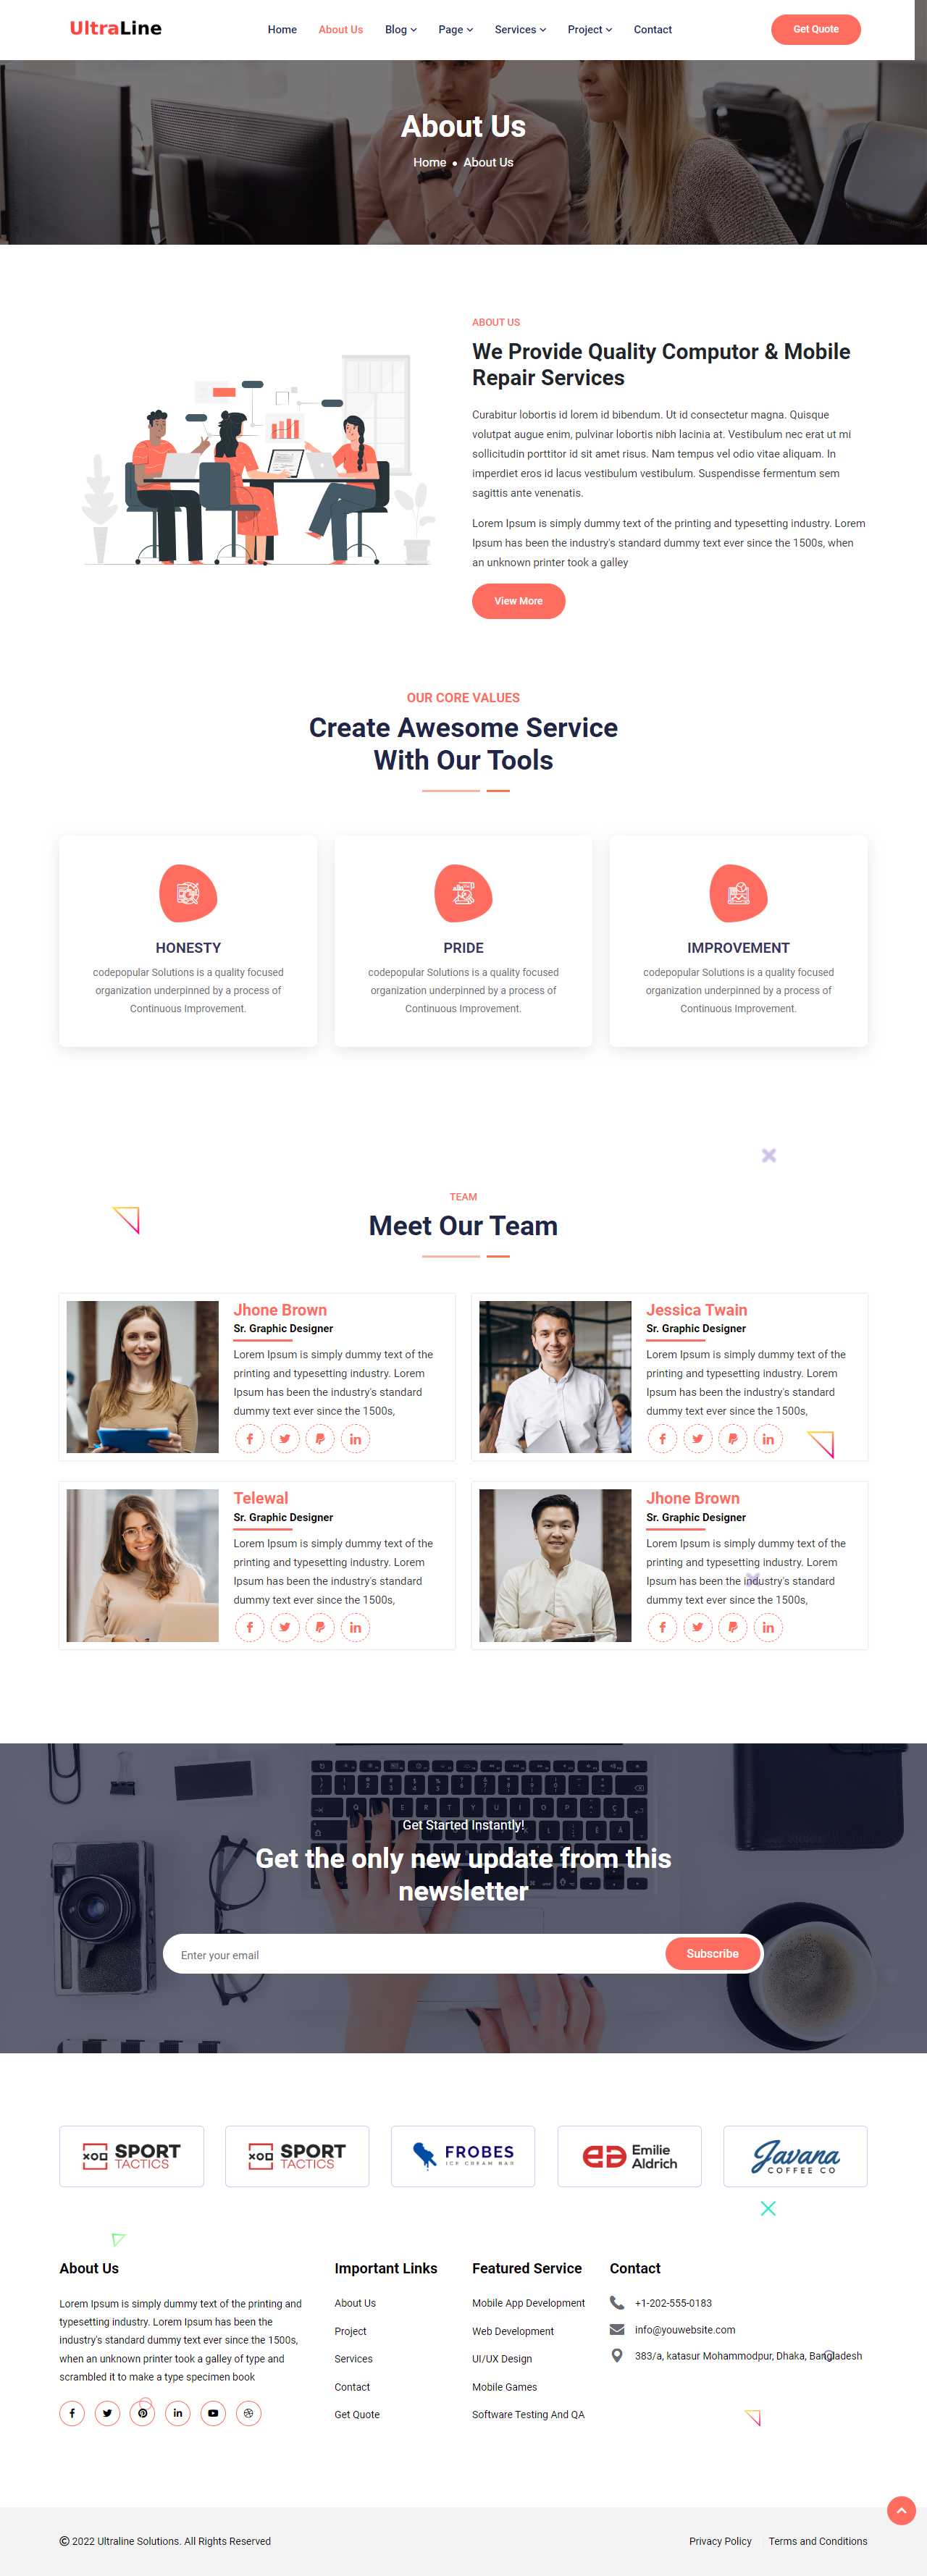 UltraLine
Home About Us Blog Page Services Project Contact
Get Quote
About Us
Home About Us
ABOUT US
We Provide Quality Computor & Mobile
Repair Services
Curabitur lobortis id lorem id bibendum. Ut id consectetur magna. Quisque
volutpat augue enim, pulvinar lobortis nibh lacinia at. Vestibulum nec erat ut mi
sollicitudin porttitor id sit amet risus. Nam tempus vel odio vitae aliquam. In
imperdiet eros id lacus vestibulum vestibulum. Suspendisse fermentum sem
sagittis ante venenatis.
Lorem Ipsum is simply dummy text of the printing and typesetting industry. Lorem
Ipsum has been the industry's standard dummy text ever since the 1500s, when
an unknown printer took a galley
View More
OUR CORE VALUES
Create Awesome Service
With Our Tools
HONESTY
codepopular Solutions is a quality focused
organization underpinned by a process of
Continuous Improvement.
PRIDE
codepopular Solutions is a quality focused
organization underpinned by a process of
Continuous Improvement.
IMPROVEMENT
codepopular Solutions is a quality focused
organization underpinned by a process of
Continuous Improvement.
TEAM
Meet Our Team
Jhone Brown
Sr. Graphic Designer
Lorem Ipsum is simply dummy text of the
printing and typesetting industry. Lorem
Ipsum has been the industry's standard
dummy text ever since the 1500s,
Jessica Twain
Sr. Graphic Designer
Lorem Ipsum is simply dummy text of the
printing and typesetting industry. Lorem
Ipsum has been the industry's standard
dummy text ever since the 1500s,
Telewal
Sr. Graphic Designer
Lorem Ipsum is simply dummy text of the
printing and typesetting industry. Lorem
Ipsum has been the industry's standard
dummy text ever since the 1500s,
Jhone Brown
Sr. Graphic Designer
Lorem Ipsum is simply dummy text of the
printing and typesetting industry. Lorem
Ipsum has been the industry's standard
dummy text ever since the 1500s,
Get Started Instantly!
Get the only new update from this
newsletter
Enter your email
Subscribe
SPORT
TACTICS
SPORT
TACTICS
FROBES
ICE CREAM BAR
Emilie
Aldrich
Javana
COFFEE CO
About Us
Lorem Ipsum is simply dummy text of the printing and
typesetting industry. Lorem Ipsum has been the
industry's standard dummy text ever since the 1500s,
when an unknown printer took a galley of type and
scrambled it to make a type specimen book
Important Links
About Us
Project
Services
Contact
Get Quote
Featured Service
Mobile App Development
Web Development
UI/UX Design
Mobile Games
Software Testing And QA
Contact
+1-202-555-0183
info@youwebsite.com
383/a, katasur Mohammodpur, Dhaka, Bangladesh
© 2022 Ultraline Solutions. All Rights Reserved
Privacy Policy Terms and Conditions